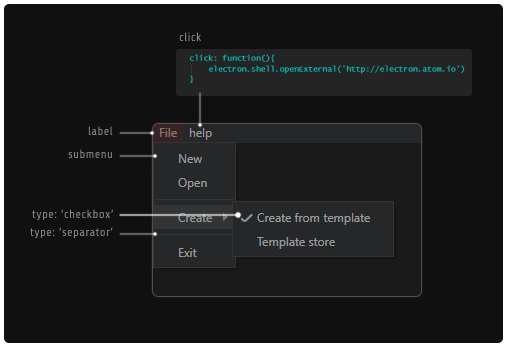 click
click: function(){
electron.shell.openExternal('http://electron.atom.io')
}
label
File help
submenu
New
Open
type: ‘checkbox’
Create
Create from template
type: ‘separator’
Template store
Exit